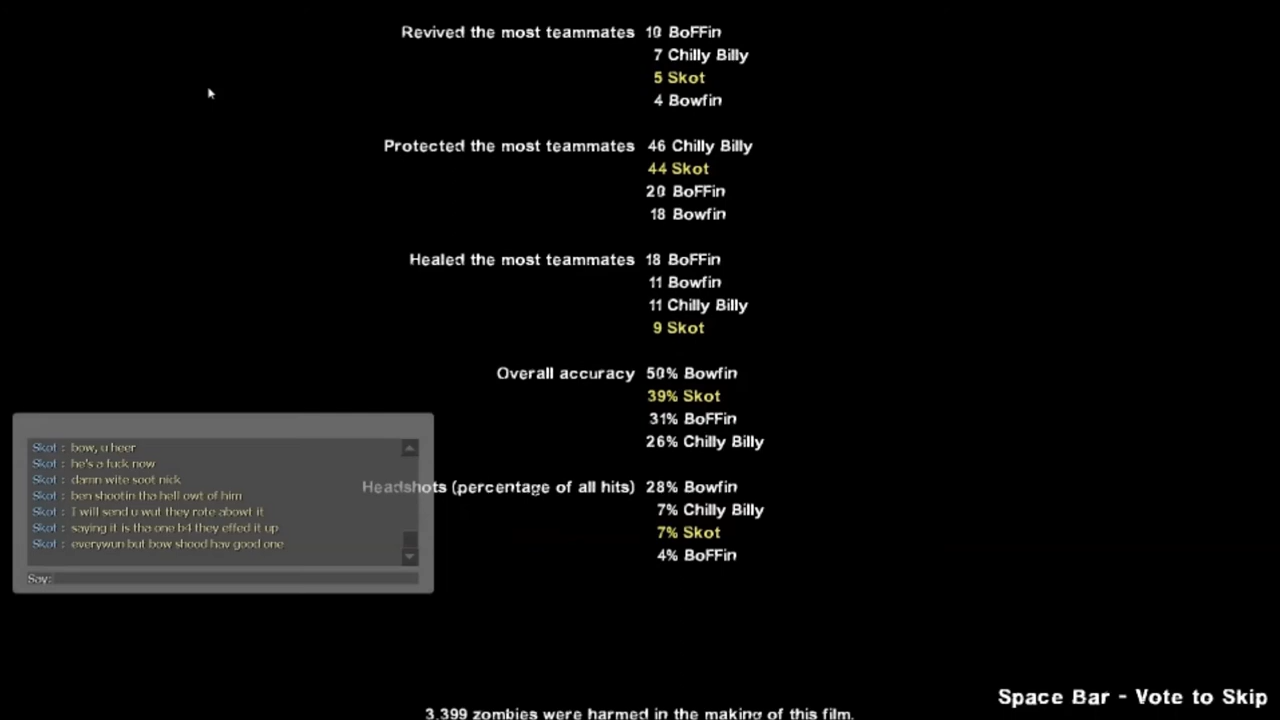 Revived the most teammates 10 BoFFin
7 Chilly Billy
5 Skot
4 Bowfin
Protected the most teammates 46 Chilly Billy
44 Skot
20 BoFFin
18 Bowfin
Healed the most teammates 18 BoFFin
11 Bowfin
11 Chilly Billy
9 Skot
Overall accuracy 50% Bowfin
39% Skot
31% BoFFin
26% Chilly Billy
Headshots (percentage of all hits) 28% Bowfin
7% Chilly Billy
7% Skot
4% BoFFin
Skot : bow, u heer
Skot : he's a fuck now
Skot : damn wite soot nick
Skot : ben shootin tha hell owt of him
Skot : I will send u wut they rote abowt it
Skot : saying it is tha one b4 they effed it up
Skot : everywun but bow shood hav good one
Say:
Space Bar - Vote to Skip
3,399 zombies were harmed in the making of this film.